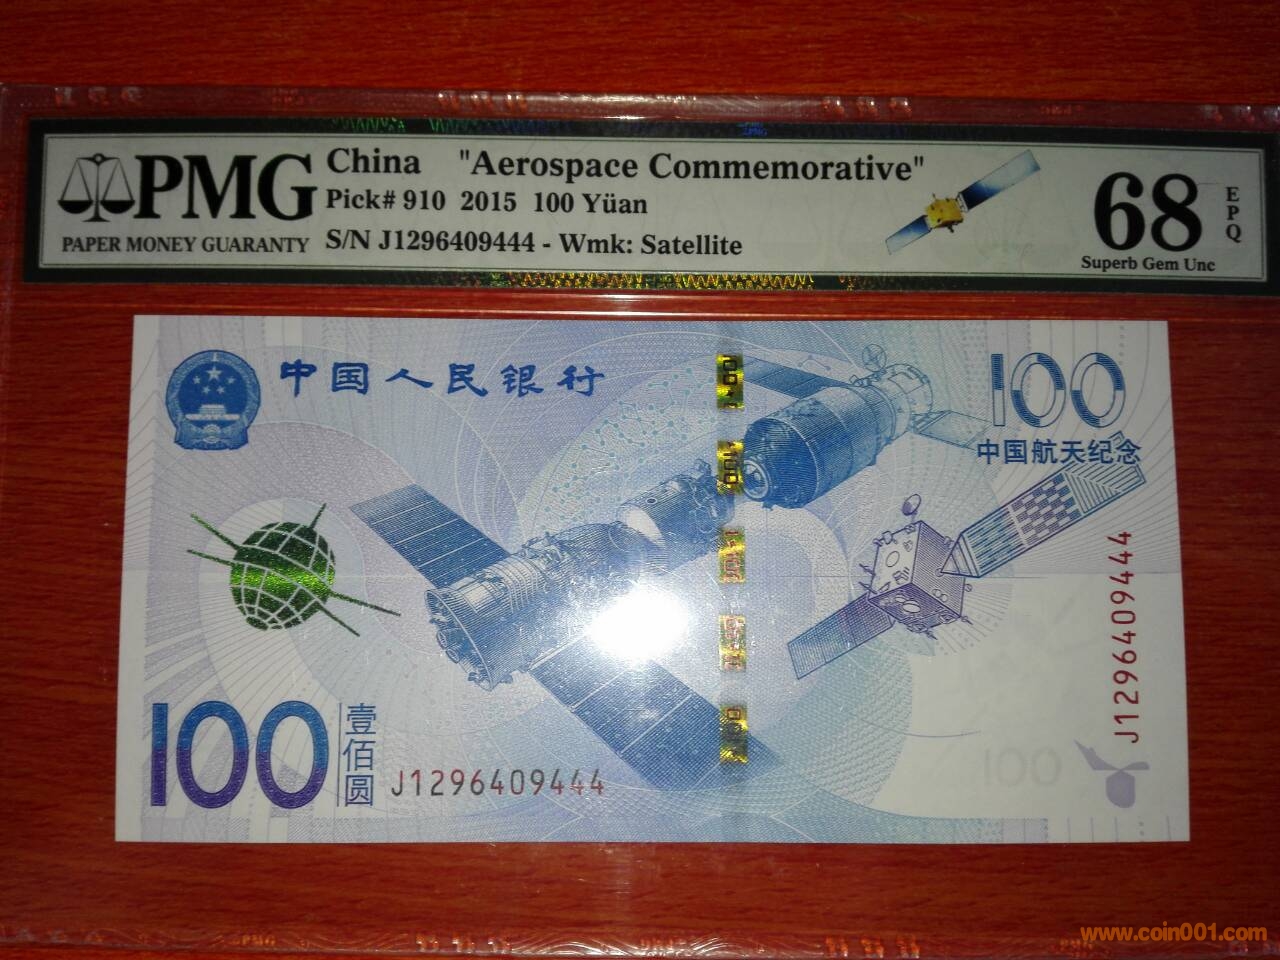 PMG
PAPER MONEY GUARANTY
China "Aerospace Commemorative"
Pick# 910 2015 100 Yüan
S/N J1296409444 - Wmk: Satellite
68
EPQ
Superb Gem Unc
中国人民银行
100
中国航天纪念
J1296409444
100
壹佰圆
J1296409444
100
www.coin001.com